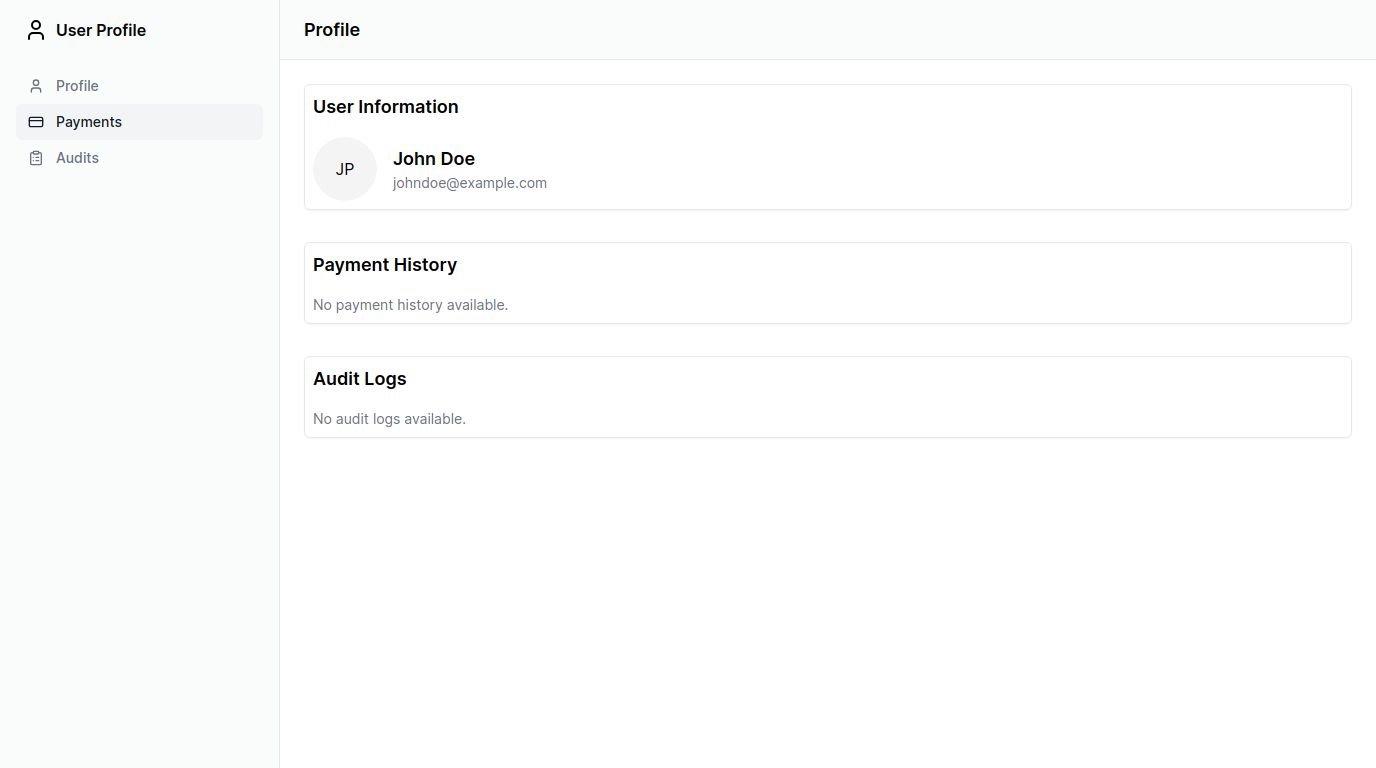 User Profile
Profile
Payments
Audits
Profile
User Information
JP
John Doe
johndoe@example.com
Payment History
No payment history available.
Audit Logs
No audit logs available.